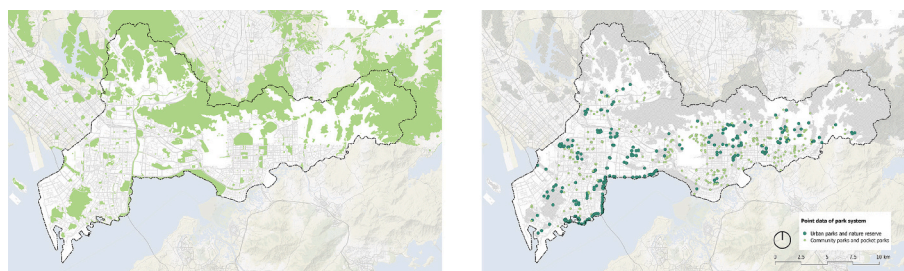 Point data of park system
Urban parks and nature reserve
Community parks and pocket parks
2 2.5 5 7.5 10 km